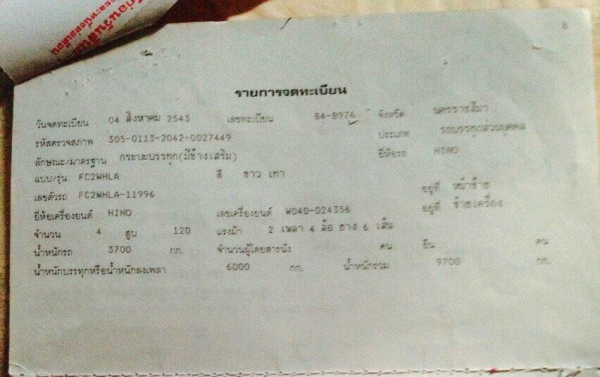 รายการจดทะเบียน
วันจดทะเบียน 04 สิงหาคม 2543 เลขทะเบียน 84-8976 จังหวัด นครราชสีมา
รหัสตรวจสภาพ 305-0113-2042-0027449 ประเภท รถบรรทุกส่วนบุคคล
ลักษณะ/มาตรฐาน กระบะบรรทุก(มีข้างเสริม) ยี่ห้อรถ HINO
แบบ/รุ่น FC2WHLA สี ขาว เทา
เลขตัวรถ FC2WHLA-11996 อยู่ที่ หน้าซ้าย
ยี่ห้อเครื่องยนต์ HINO เลขเครื่องยนต์ W04D-D24356 อยู่ที่ ซ้ายเครื่อง
จำนวน 4 สูบ 120 แรงม้า 2 เพลา 4 ล้อ ยาง 6 เส้น
น้ำหนักรถ 3700 กก. จำนวนผู้โดยสารนั่ง คน ยืน คน
น้ำหนักบรรทุกหรือน้ำหนักลงเพลา 6000 กก. น้ำหนักรวม 9700 กก.